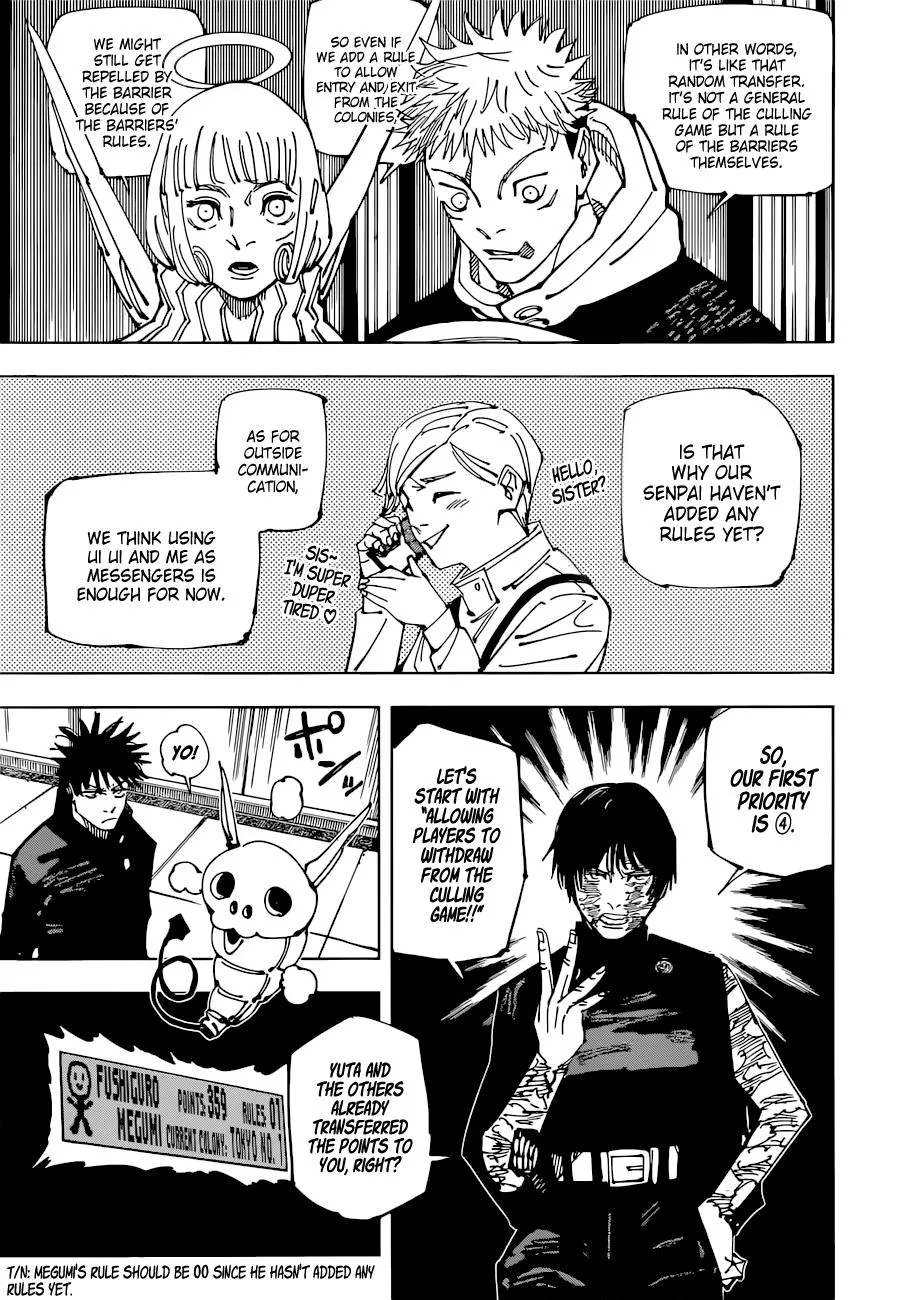 IN OTHER WORDS,
IT'S LIKE THAT
RANDOM TRANSFER.
IT'S NOT A GENERAL
RULE OF THE CULLING
GAME BUT A RULE
OF THE BARRIERS
THEMSELVES.
SO EVEN IF
WE ADD A RULE
TO ALLOW
ENTRY AND EXIT
FROM THE
COLONIES,
WE MIGHT
STILL GET
REPELLED BY
THE BARRIER
BECAUSE OF
THE BARRIERS'
RULES.
IS THAT
WHY OUR
SENPAI HAVEN'T
ADDED ANY
RULES YET?
HELLO,
SISTER?
SIS~
I'M SUPER
DUPER
TIRED ♡
AS FOR
OUTSIDE
COMMUNI-
CATION,
WE THINK USING
UI UI AND ME AS
MESSENGERS IS
ENOUGH FOR NOW.
SO,
OUR FIRST
PRIORITY
IS ④.
LET'S
START WITH
"ALLOWING
PLAYERS TO
WITHDRAW
FROM THE
CULLING
GAME!!"
ポン
YO!
YUTA AND
THE OTHERS
ALREADY
TRANSFERRED
THE POINTS TO
YOU, RIGHT?
FUSHIGURO
MEGUMI
POINTS:359 RULES:01
CURRENT COLONY: TOKYO NO. 1
T/N: MEGUMI'S RULE SHOULD BE 00 SINCE HE HASN'T ADDED ANY
RULES YET.